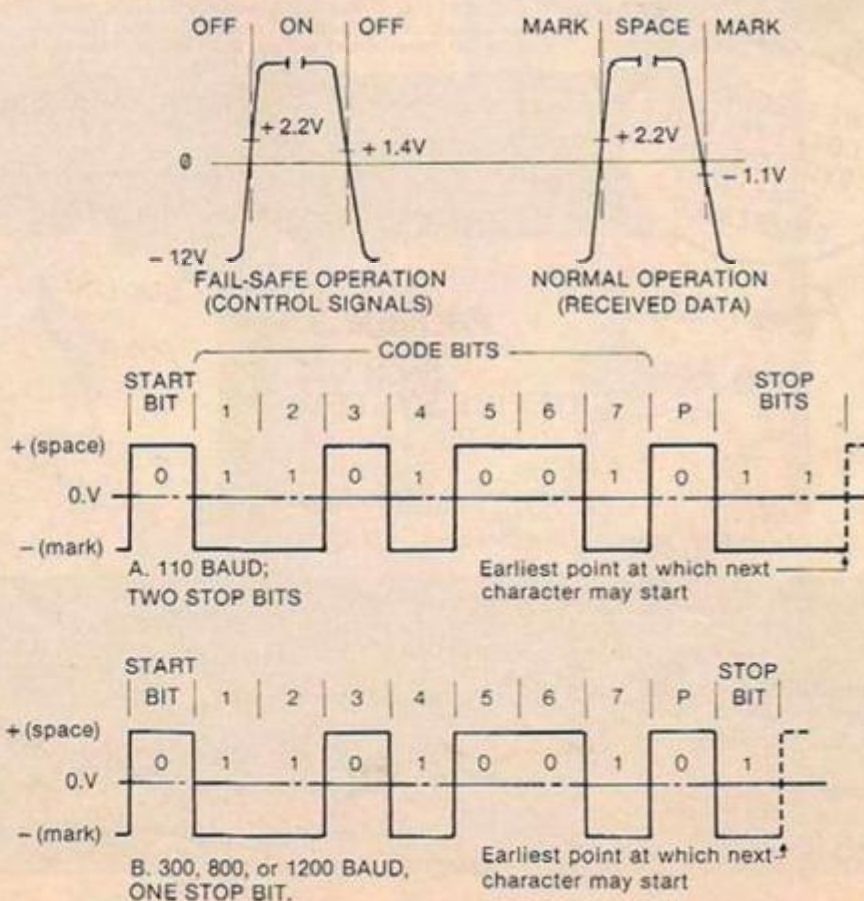 OFF ON OFF MARK SPACE MARK
+ 2.2V + 1.4V + 2.2V - 1.1V
0
- 12V
FAIL-SAFE OPERATION
(CONTROL SIGNALS)
NORMAL OPERATION
(RECEIVED DATA)
CODE BITS
START
BIT 1 2 3 4 5 6 7 P STOP
BITS
+ (space)
0 1 1 0 1 0 0 1 0 1 1
0.V
- (mark)
A. 110 BAUD;
TWO STOP BITS
Earliest point at which next
character may start
START
BIT 1 2 3 4 5 6 7 P STOP
BIT
+ (space)
0 1 1 0 1 0 0 1 0 1
0.V
- (mark)
B. 300, 800, or 1200 BAUD,
ONE STOP BIT.
Earliest point at which next
character may start